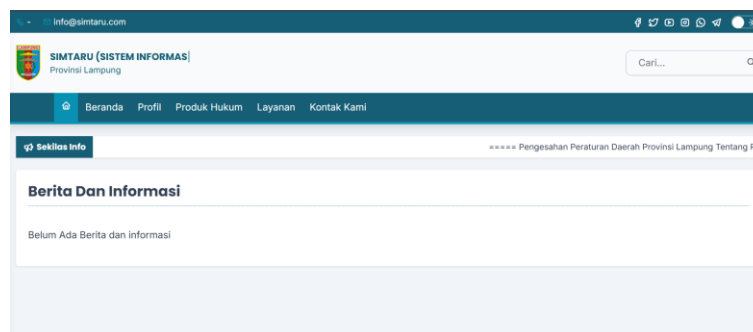 - info@simtaru.com
SIMTARU (SISTEM INFORMAS
Provinsi Lampung
Cari...
Beranda Profil Produk Hukum Layanan Kontak Kami
Sekilas Info
===== Pengesahan Peraturan Daerah Provinsi Lampung Tentang
Berita Dan Informasi
Belum Ada Berita dan informasi